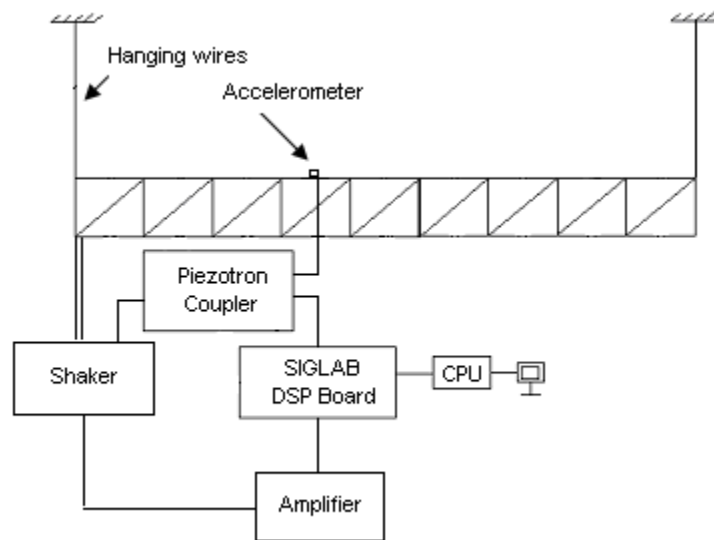 Hanging wires
Accelerometer
Piezotron
Coupler
Shaker
SIGLAB
DSP Board
CPU
Amplifier